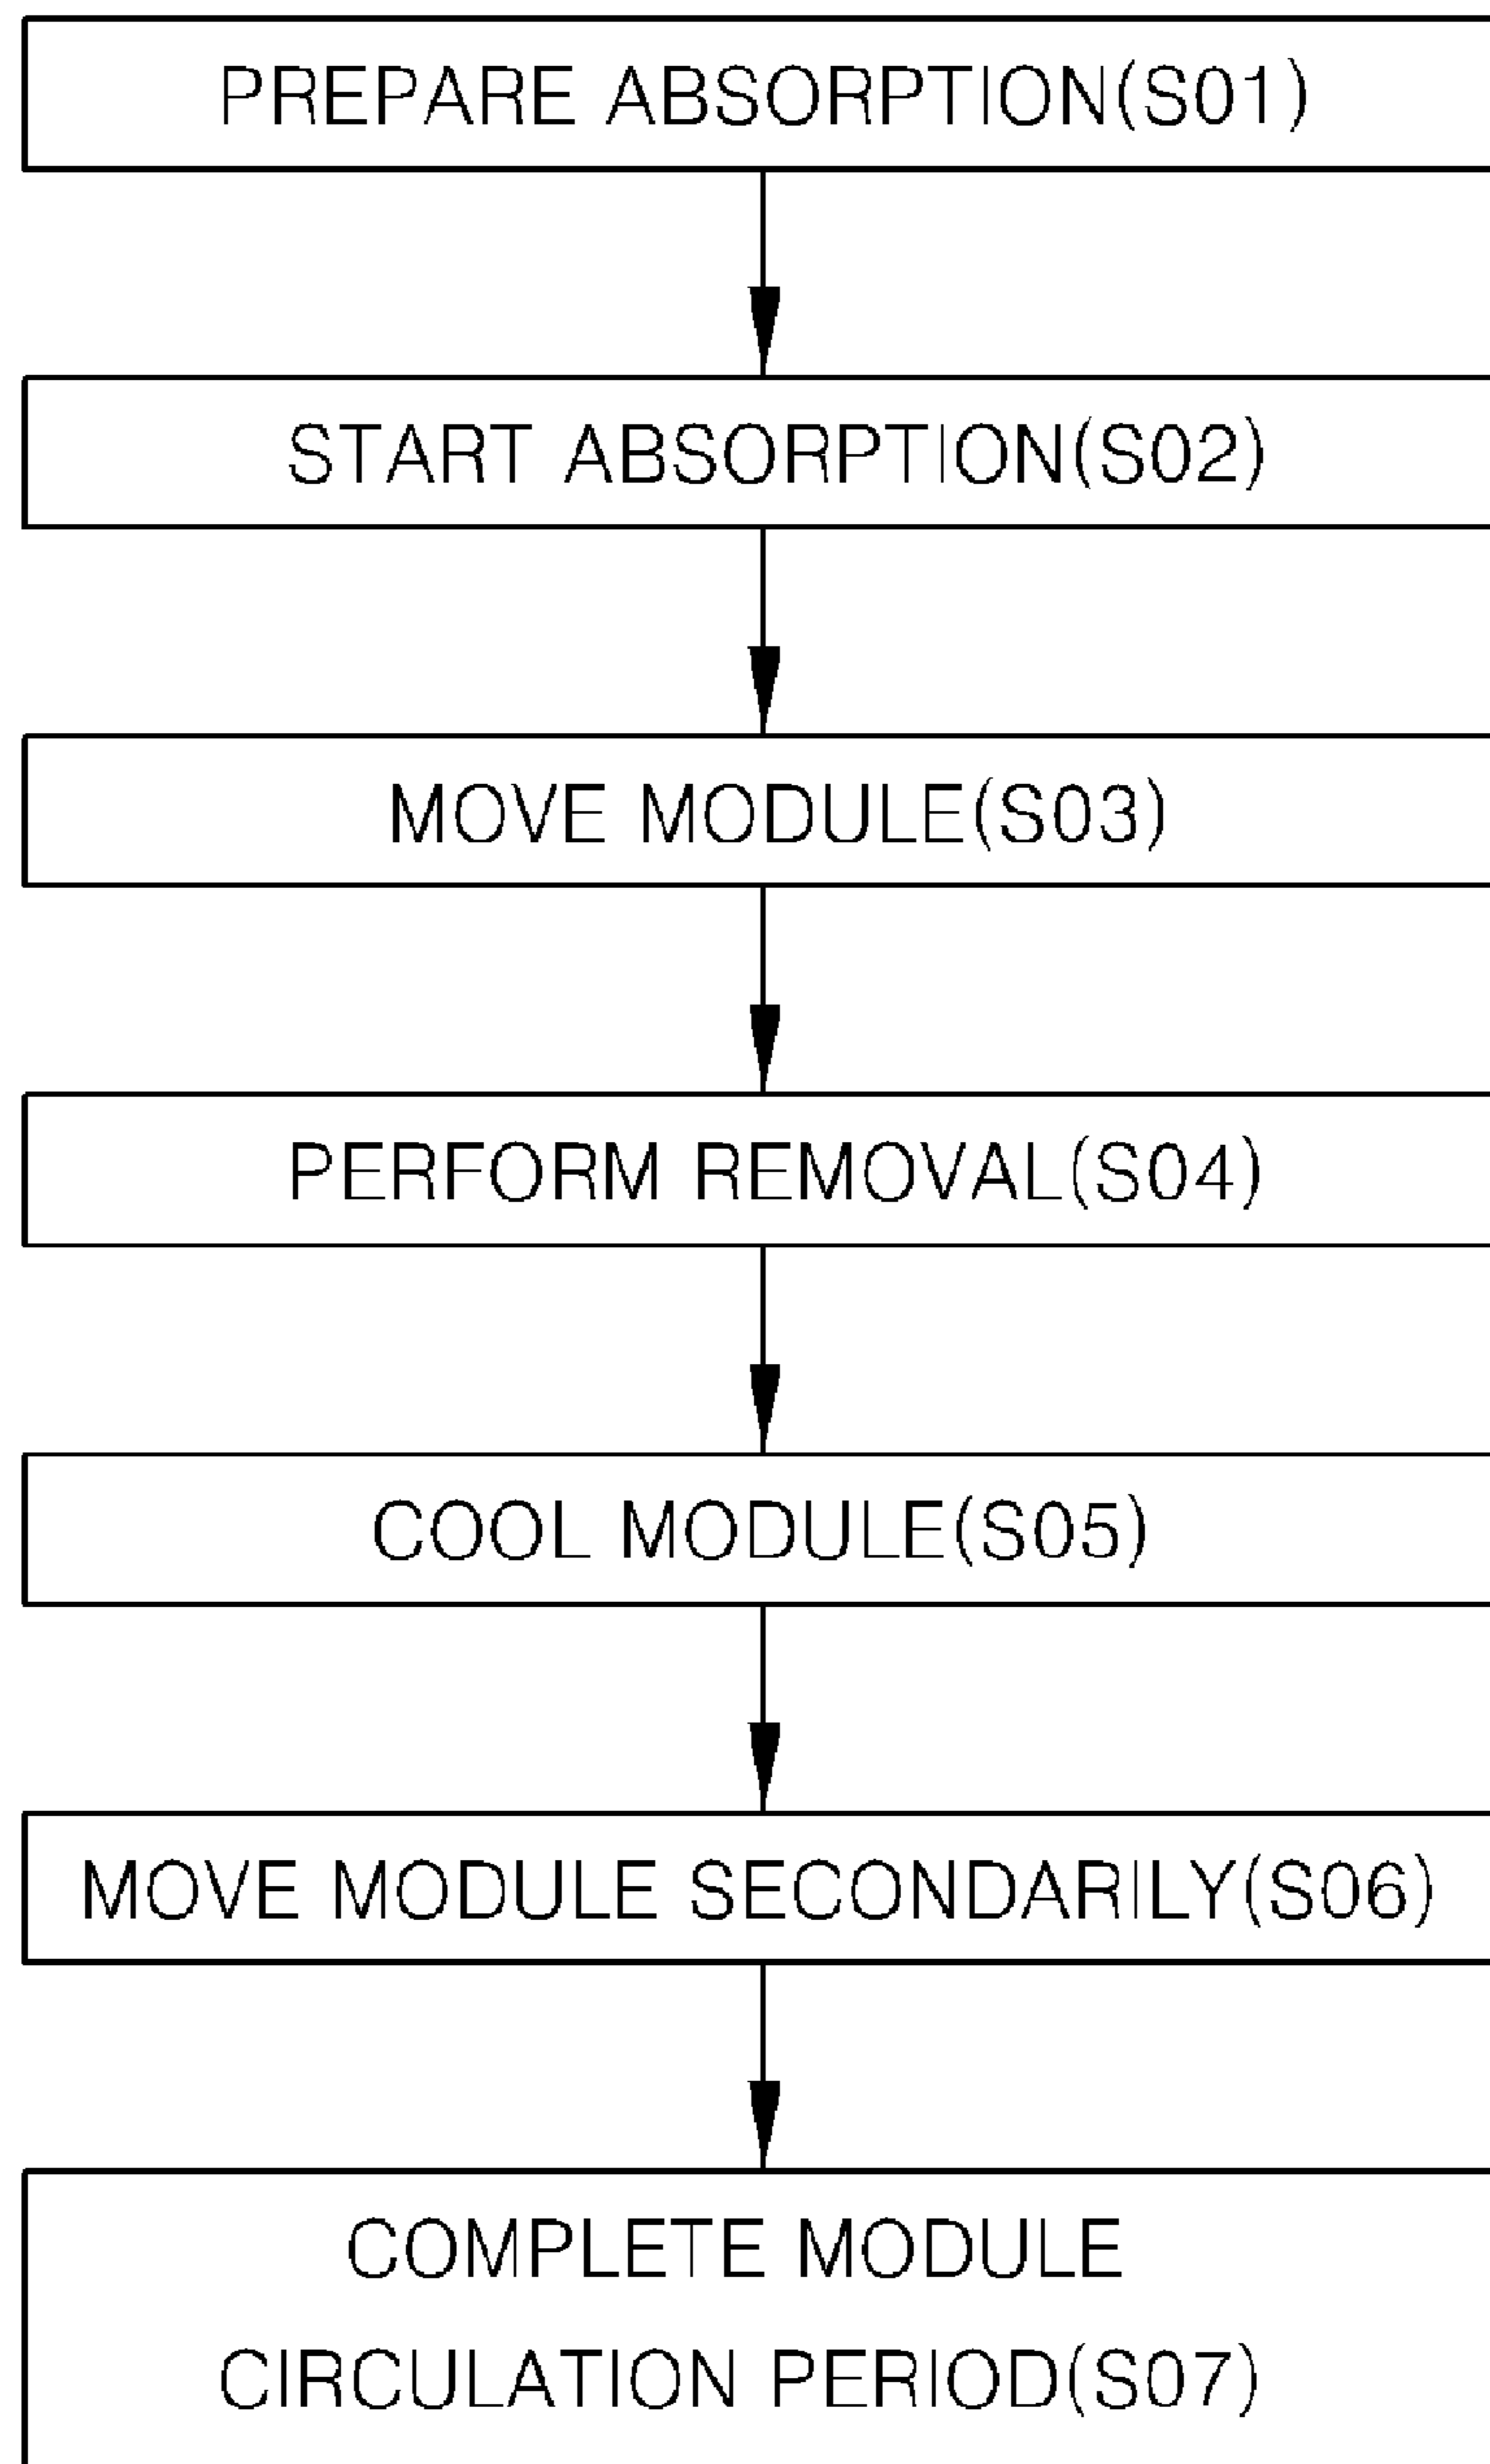 PREPARE ABSORPTION(S01)
START ABSORPTION(S02)
MOVE MODULE(S03)
PERFORM REMOVAL(S04)
COOL MODULE(S05)
MOVE MODULE SECONDARILY(S06)
COMPLETE MODULE
CIRCULATION PERIOD(S07)